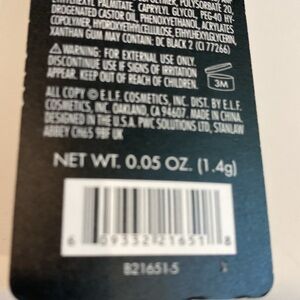 POLYSORBATE 20,
ETHYLHEXYL PALMITATE, CAPRYLYL GLYCOL, PEG-40 HY-
DROGENATED CASTOR OIL, PHENOXYETHANOL, ACRYLATES
COPOLYMER, HYDROXYETHYLCELLULOSE, ETHYLHEXYLGLYCERIN,
XANTHAN GUM MAY CONTAIN: DC BLACK 2 (CI 77266)
WARNING: FOR EXTERNAL USE ONLY.
DISCONTINUE USE IF SIGNS OF IRRITATION
APPEAR. KEEP OUT OF REACH OF CHILDREN.
3M
ALL COPY © E.L.F. COSMETICS, INC. DIST. BY E.L.F.
COSMETICS, INC. OAKLAND, CA 94607. MADE IN CHINA.
DESIGNED IN THE U.S.A. PWC SOLUTIONS LTD, STANLAW
ABBEY CH65 9BF UK
NET WT. 0.05 OZ. (1.4g)
6 09332 21651 8
B21651-5